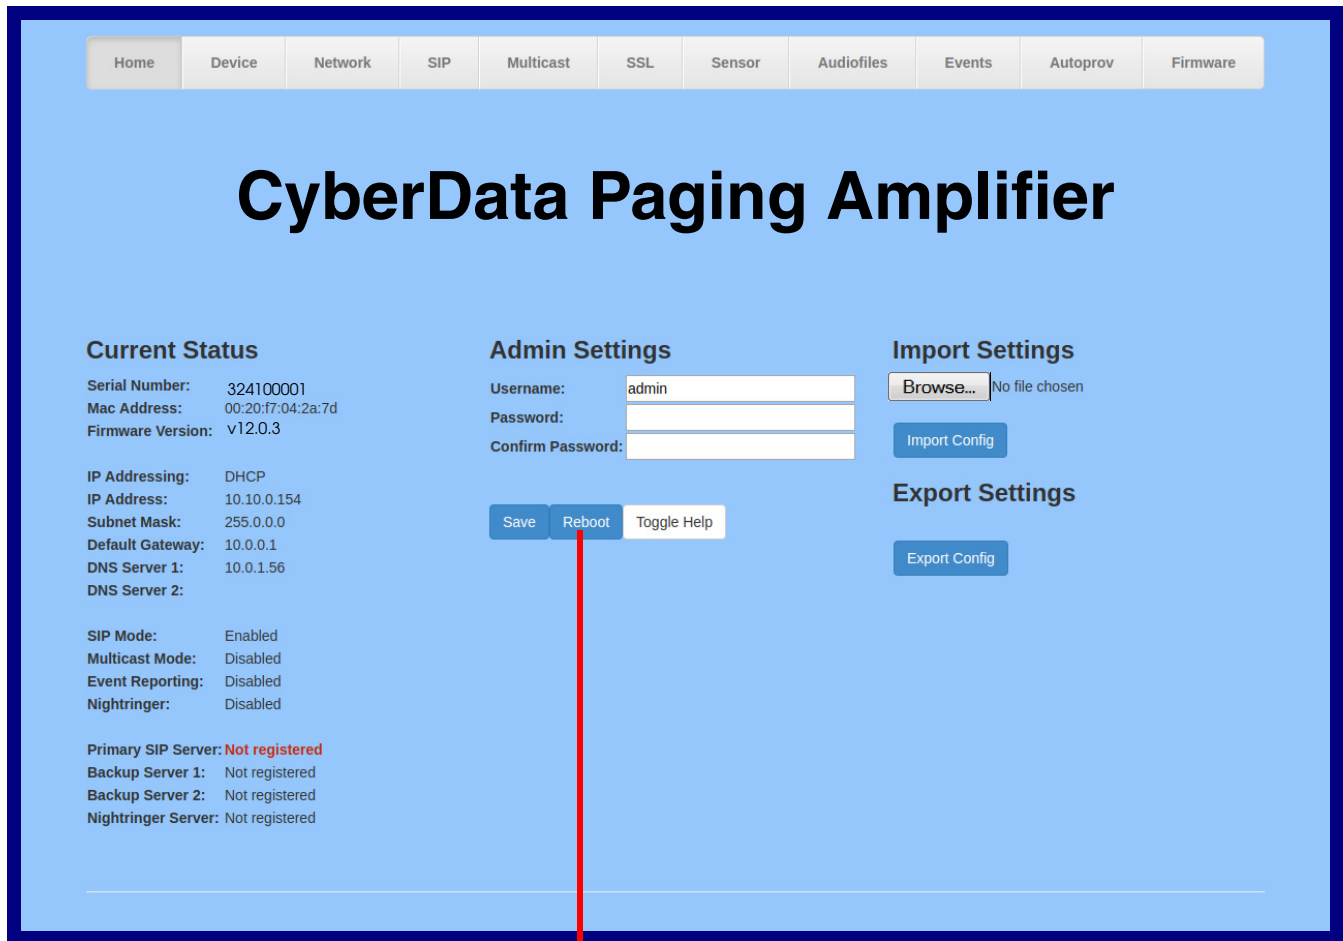 Home Device Network SIP Multicast SSL Sensor Audiofiles Events Autoprov Firmware
CyberData Paging Amplifier
Current Status
Serial Number: 324100001
Mac Address: 00:20:f7:04:2a:7d
Firmware Version: v12.0.3
IP Addressing: DHCP
IP Address: 10.10.0.154
Subnet Mask: 255.0.0.0
Default Gateway: 10.0.0.1
DNS Server 1: 10.0.1.56
DNS Server 2:
SIP Mode: Enabled
Multicast Mode: Disabled
Event Reporting: Disabled
Nightringer: Disabled
Primary SIP Server: Not registered
Backup Server 1: Not registered
Backup Server 2: Not registered
Nightringer Server: Not registered
Admin Settings
Username: admin
Password:
Confirm Password:
Save Reboot Toggle Help
Import Settings
Browse... No file chosen
Import Config
Export Settings
Export Config